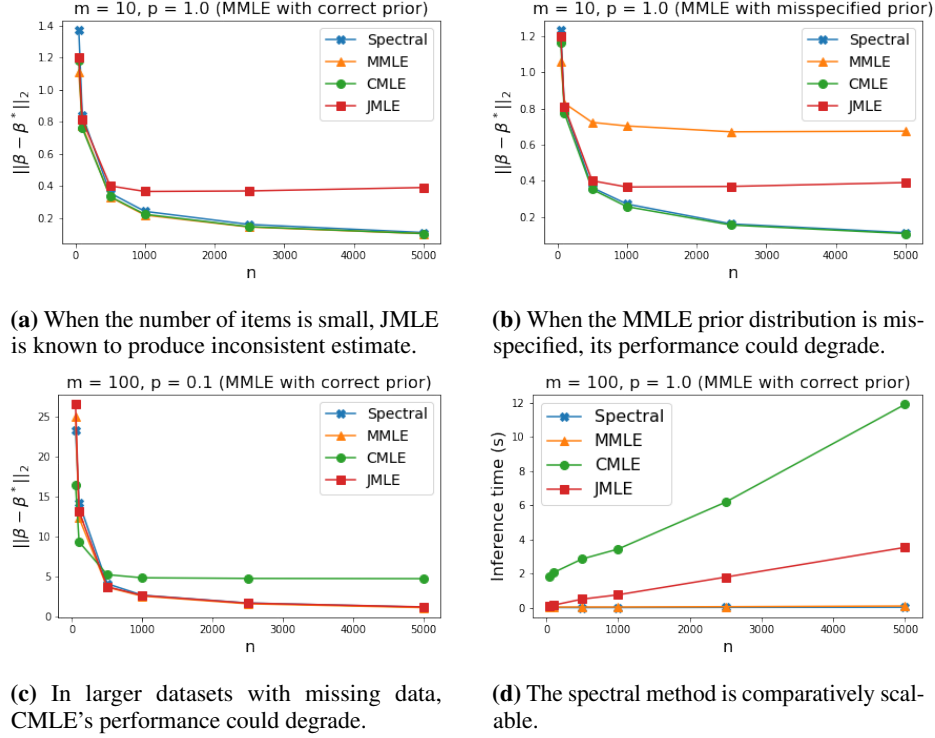 m = 10, p = 1.0 (MMLE with correct prior)
1.4
1.2
1.0
0.8
0.6
0.4
0.2
||β − β*||₂
Spectral
MMLE
CMLE
JMLE
0 1000 2000 3000 4000 5000
n
(a) When the number of items is small, JMLE
is known to produce inconsistent estimate.
m = 10, p = 1.0 (MMLE with misspecified prior)
1.2
1.0
0.8
0.6
0.4
0.2
||β − β*||₂
Spectral
MMLE
CMLE
JMLE
0 1000 2000 3000 4000 5000
n
(b) When the MMLE prior distribution is mis-
specified, its performance could degrade.
m = 100, p = 0.1 (MMLE with correct prior)
25
20
15
10
5
0
||β − β*||₂
Spectral
MMLE
CMLE
JMLE
0 1000 2000 3000 4000 5000
n
(c) In larger datasets with missing data,
CMLE's performance could degrade.
m = 100, p = 1.0 (MMLE with correct prior)
12
10
8
6
4
2
0
Inference time (s)
Spectral
MMLE
CMLE
JMLE
0 1000 2000 3000 4000 5000
n
(d) The spectral method is comparatively scal-
able.